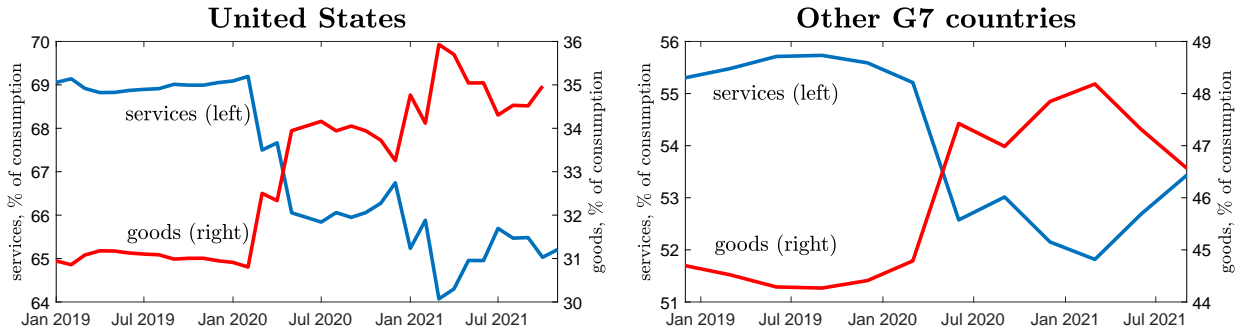 United States
70
69
68
67
66
65
64
services, % of consumption
36
35
34
33
32
31
30
goods, % of consumption
services (left)
goods (right)
Jan 2019
Jul 2019
Jan 2020
Jul 2020
Jan 2021
Jul 2021
Other G7 countries
56
55
54
53
52
51
services, % of consumption
49
48
47
46
45
44
goods, % of consumption
services (left)
goods (right)
Jan 2019
Jul 2019
Jan 2020
Jul 2020
Jan 2021
Jul 2021